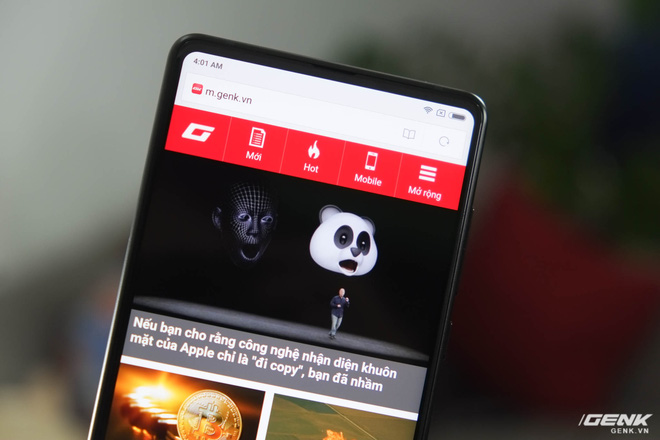 4:01 AM
m.genk.vn
Mới
Hot
Mobile
Mở rộng
Nếu bạn cho rằng công nghệ nhận diện khuôn
mặt của Apple chỉ là "đi copy", bạn đã nhầm
GENK
GENK.VN